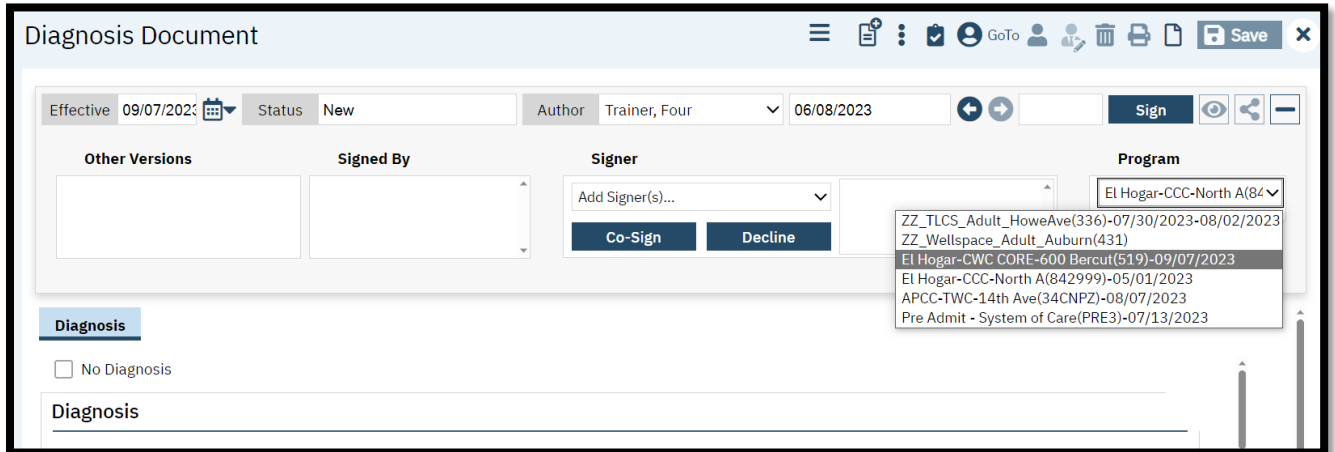 Diagnosis Document
GoTo
Save
Effective 09/07/2023 Status New Author Trainer, Four 06/08/2023 Sign
Other Versions Signed By Signer Program
Add Signer(s)... El Hogar-CCC-North A(84
Co-Sign Decline
ZZ_TLCS_Adult_HoweAve(336)-07/30/2023-08/02/2023
ZZ_Wellspace_Adult_Auburn(431)
El Hogar-CWC CORE-600 Bercut(519)-09/07/2023
El Hogar-CCC-North A(842999)-05/01/2023
APCC-TWC-14th Ave(34CNPZ)-08/07/2023
Pre Admit - System of Care(PRE3)-07/13/2023
Diagnosis
No Diagnosis
Diagnosis